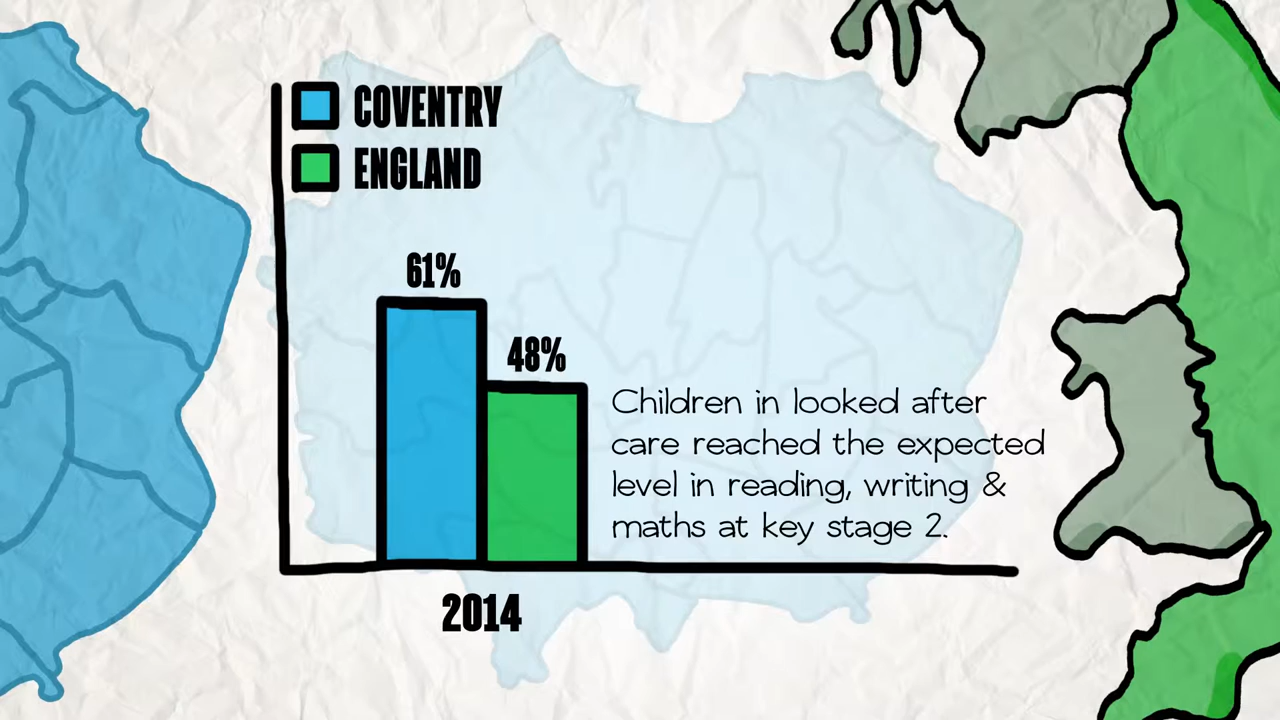 COVENTRY
ENGLAND
61%
48%
Children in looked after
care reached the expected
level in reading, writing &
maths at key stage 2.
2014